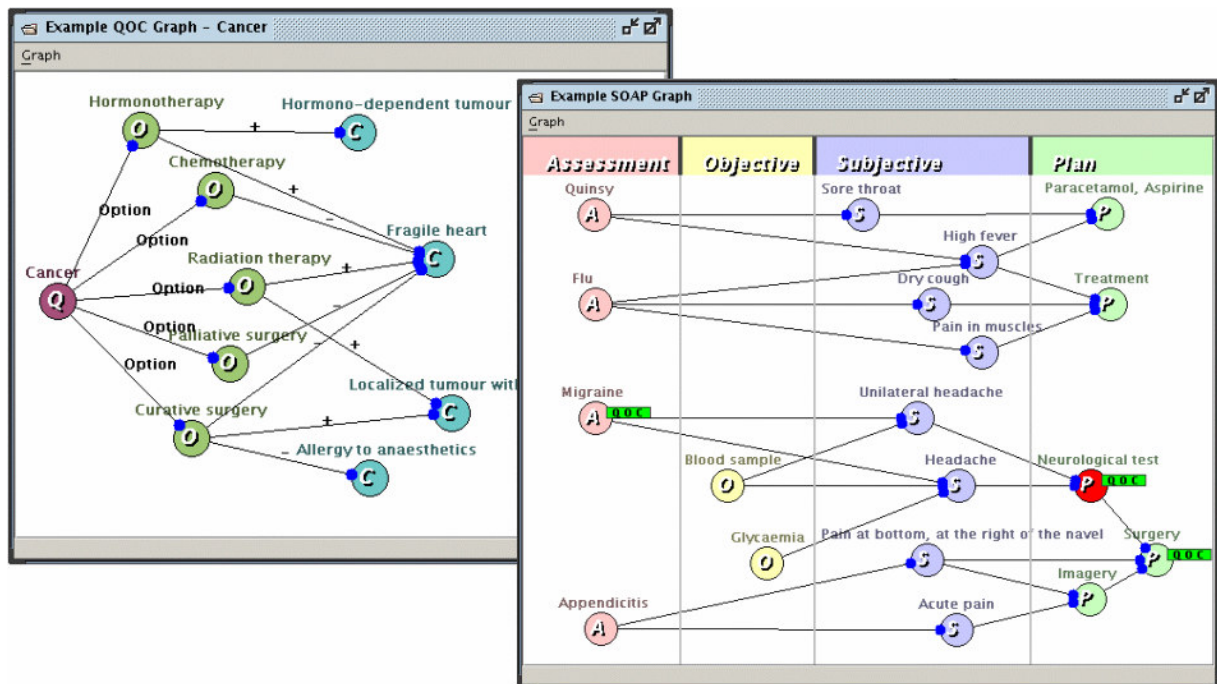 Example QOC Graph - Cancer
Graph
Hormonotherapy
Hormono-dependent tumour
O
+
C
Chemotherapy
O
+
-
Option
Fragile heart
Option
C
Radiation therapy
+
Cancer
O
Q
Option
-
Option
Palliative surgery
- +
O
Option
Localized tumour with
Curative surgery
+
C
O
- Allergy to anaesthetics
C
Example SOAP Graph
Graph
Assessment Objective Subjective Plan
Quinsy Sore throat Paracetamol, Aspirine
A S P
High fever
S
Flu Dry cough Treatment
A S P
Pain in muscles
S
Migraine Unilateral headache
A QOC S
Blood sample Headache Neurological test
O S P QOC
Glycaemia Pain at bottom, at the right of the navel Surgery
O S P QOC
Imagery
P
Appendicitis Acute pain
A S